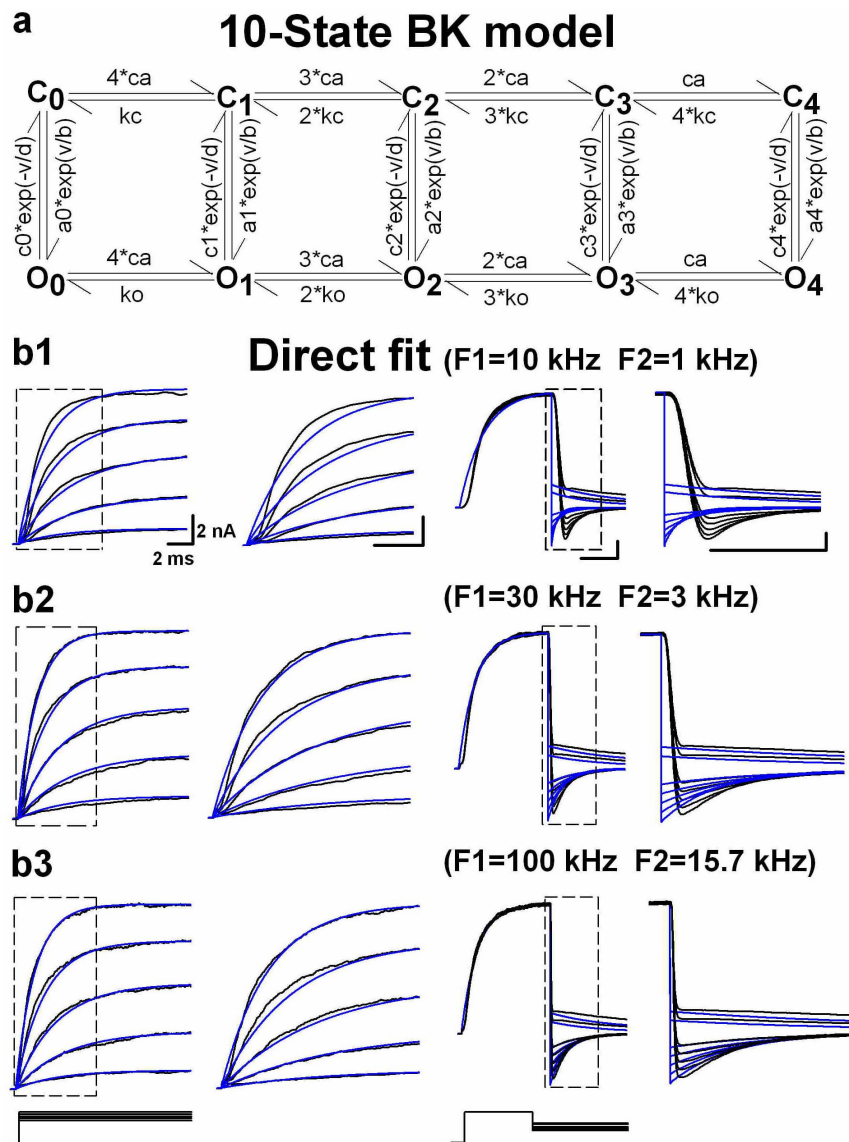 a 10-State BK model
4*ca 3*ca 2*ca ca
C0 C1 C2 C3 C4
kc 2*kc 3*kc 4*kc
c0*exp(-v/d) a0*exp(v/b) c1*exp(-v/d) a1*exp(v/b) c2*exp(-v/d) a2*exp(v/b) c3*exp(-v/d) a3*exp(v/b) c4*exp(-v/d) a4*exp(v/b)
4*ca 3*ca 2*ca ca
O0 O1 O2 O3 O4
ko 2*ko 3*ko 4*ko
b1 Direct fit (F1=10 kHz F2=1 kHz)
2 nA
2 ms
b2 (F1=30 kHz F2=3 kHz)
b3 (F1=100 kHz F2=15.7 kHz)